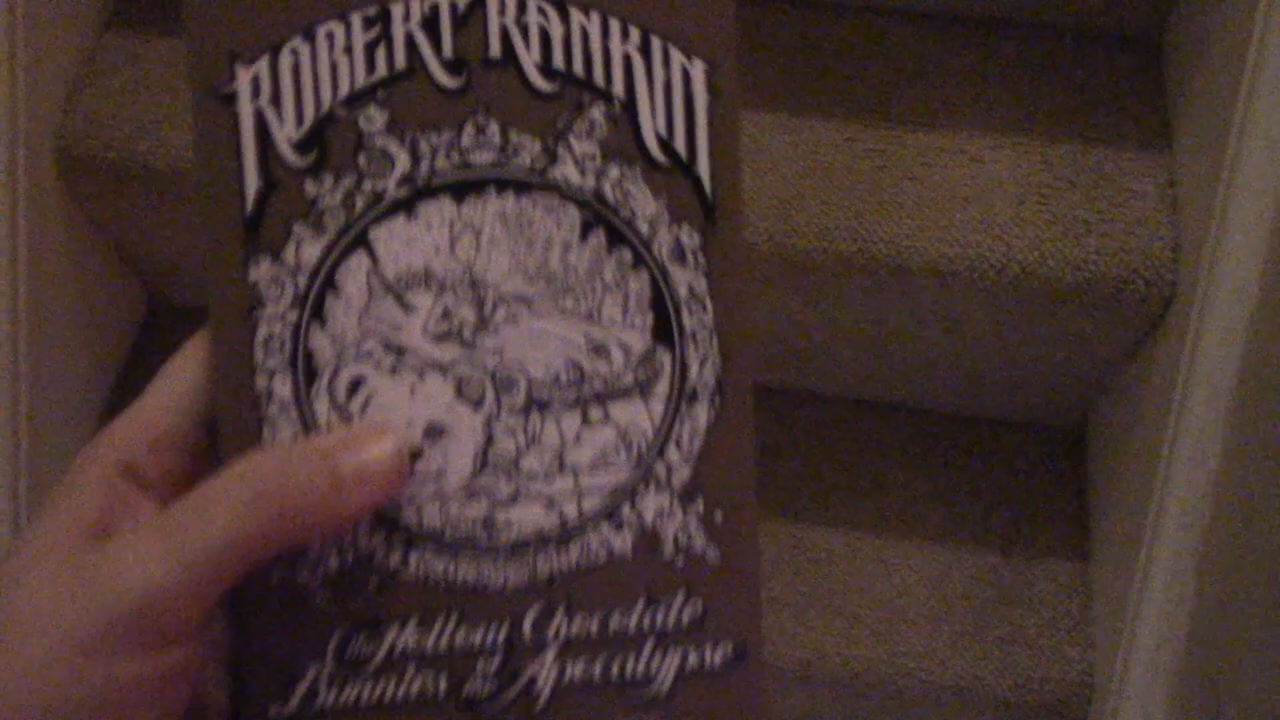 ROBERT RANKIN
The Hollow Chocolate
Bunnies of the Apocalypse